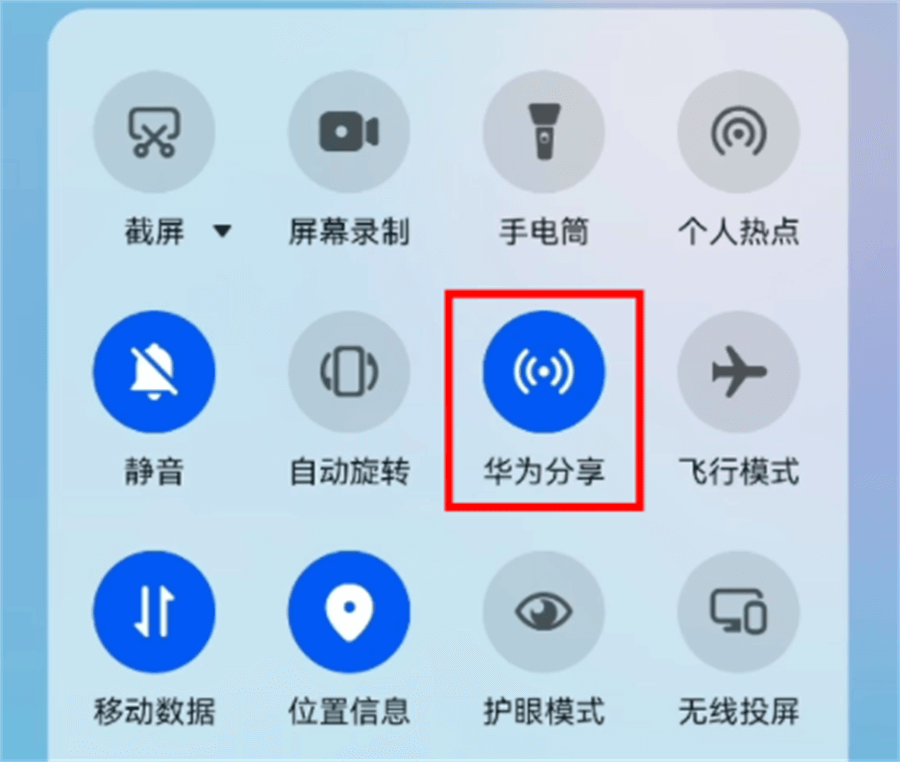 截屏 屏幕录制 手电筒 个人热点
静音 自动旋转 华为分享 飞行模式
移动数据 位置信息 护眼模式 无线投屏